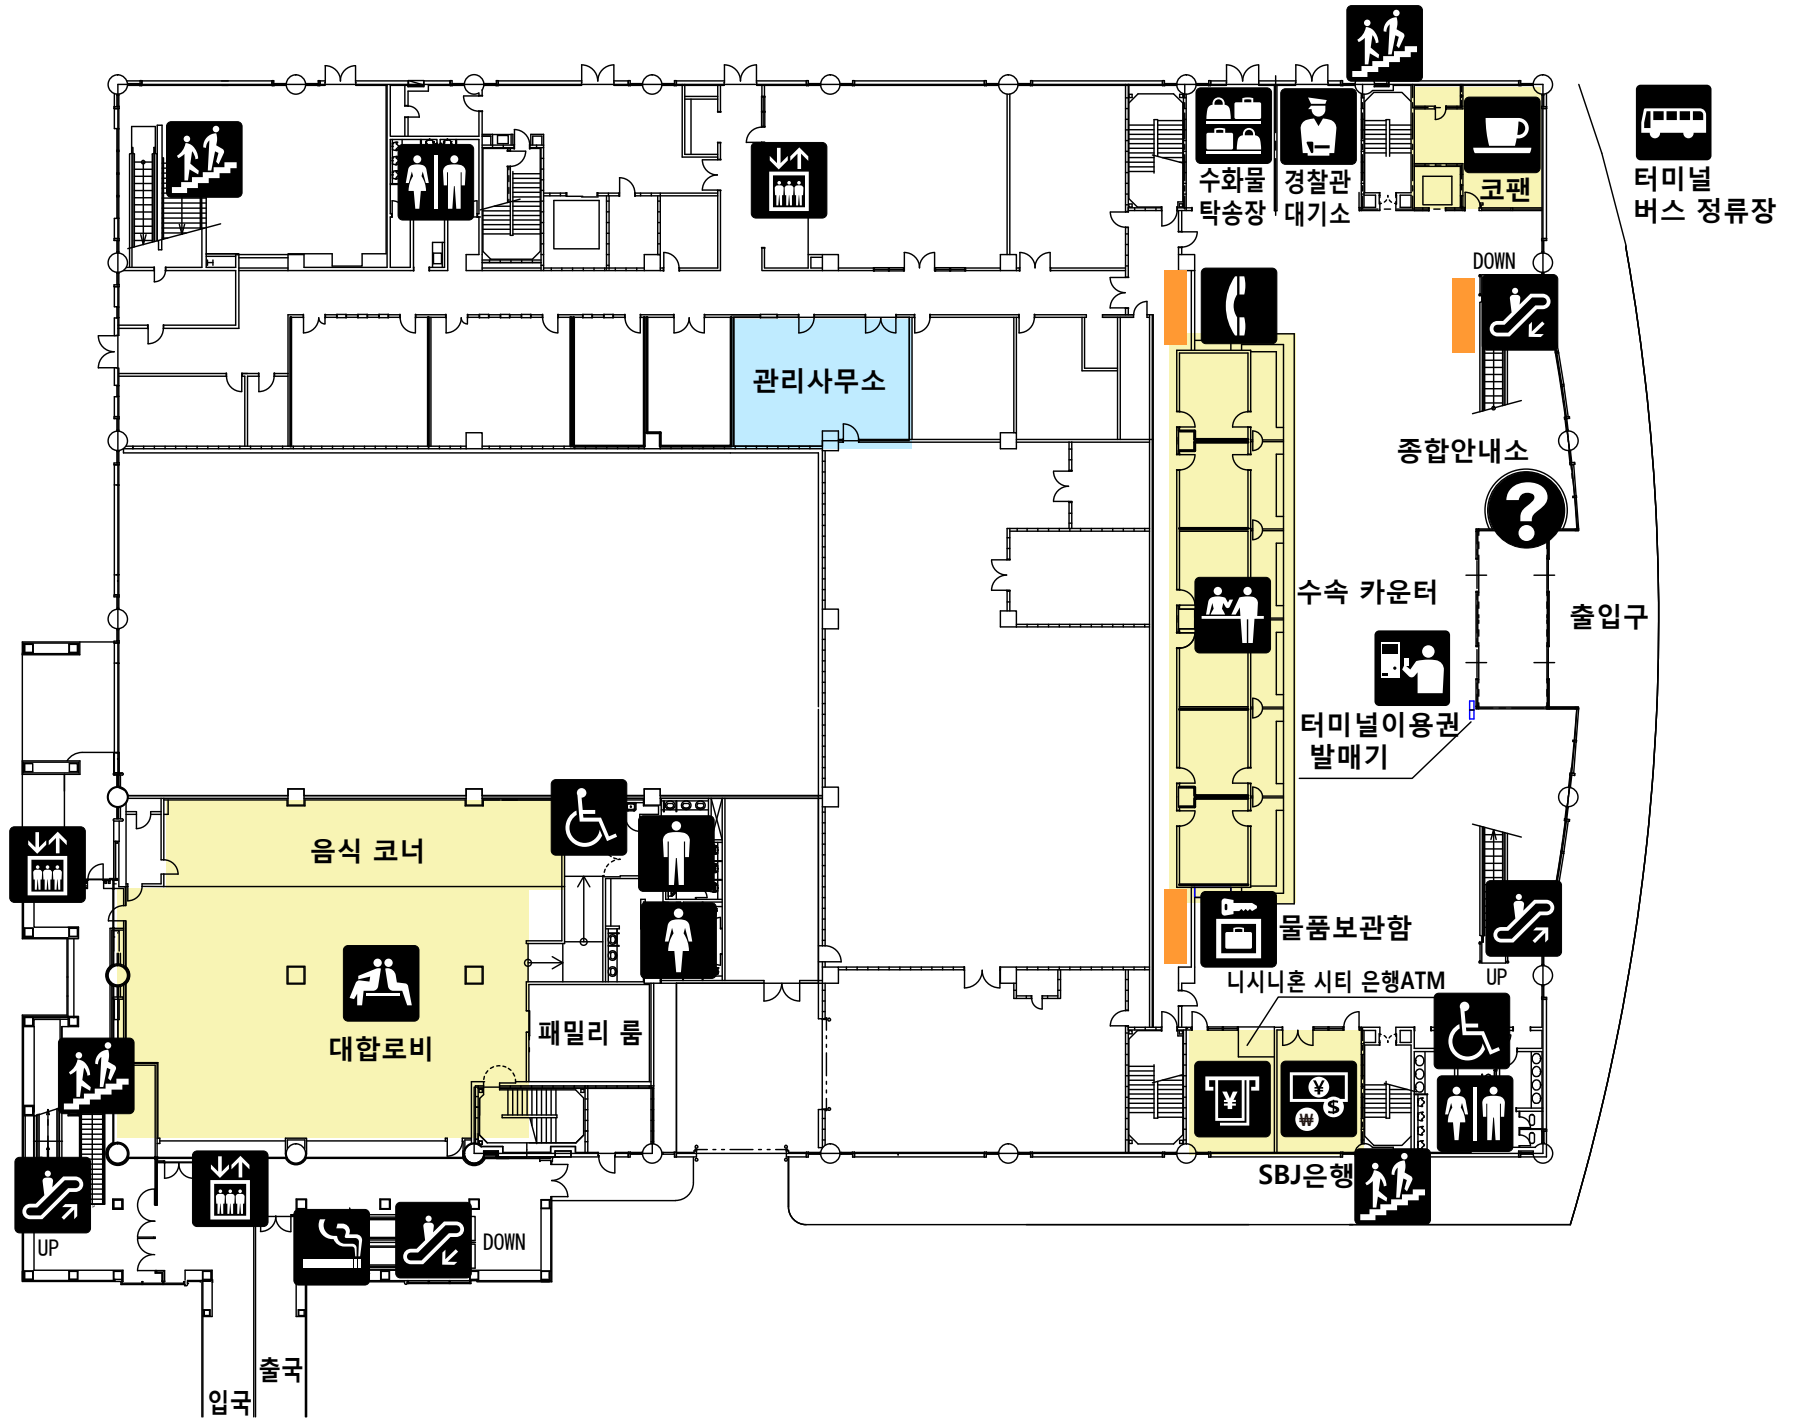 터미널
버스 정류장
수화물
탁송장
경찰관
대기소
코팬
DOWN
관리사무소
종합안내소
?
수속 카운터
출입구
터미널이용권
발매기
음식 코너
물품보관함
니시니혼 시티 은행ATM
UP
패밀리 룸
대합로비
¥
¥
$
₩
SBJ은행
UP
DOWN
출국
입국